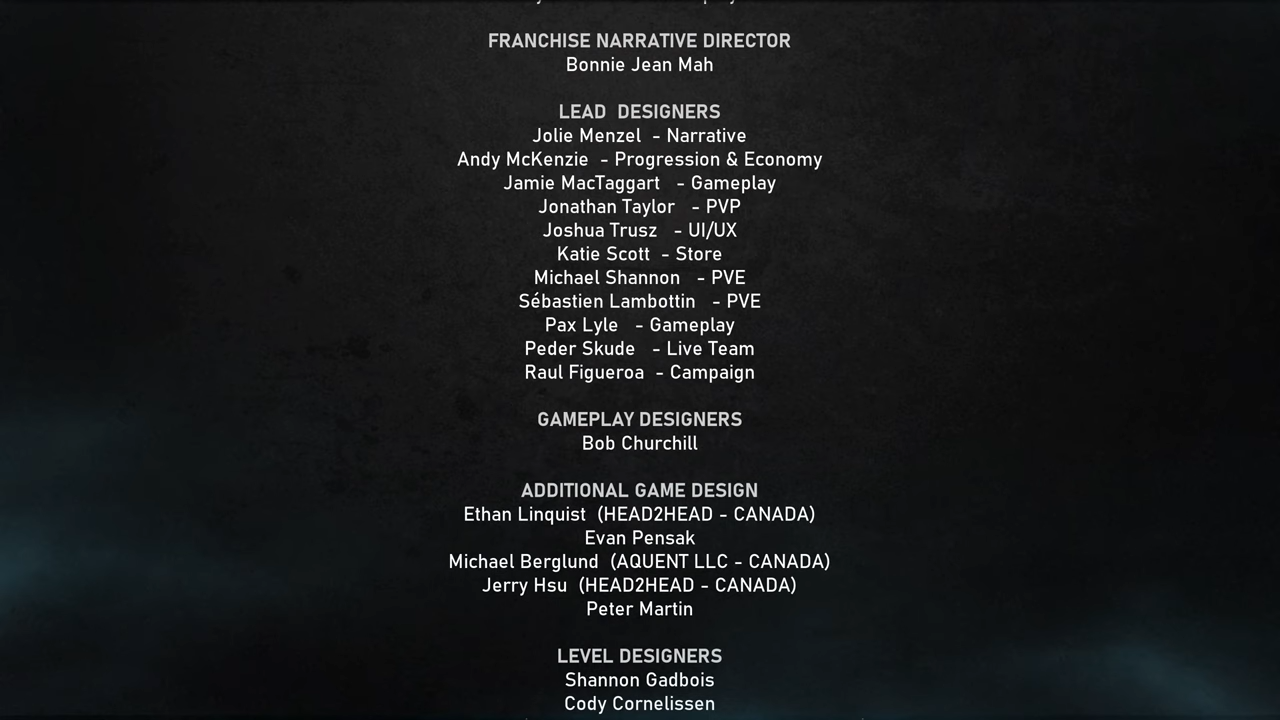 FRANCHISE NARRATIVE DIRECTOR
Bonnie Jean Mah
LEAD DESIGNERS
Jolie Menzel - Narrative
Andy McKenzie - Progression & Economy
Jamie MacTaggart - Gameplay
Jonathan Taylor - PVP
Joshua Trusz - UI/UX
Katie Scott - Store
Michael Shannon - PVE
Sébastien Lambottin - PVE
Pax Lyle - Gameplay
Peder Skude - Live Team
Raul Figueroa - Campaign
GAMEPLAY DESIGNERS
Bob Churchill
ADDITIONAL GAME DESIGN
Ethan Linquist (HEAD2HEAD - CANADA)
Evan Pensak
Michael Berglund (AQUENT LLC - CANADA)
Jerry Hsu (HEAD2HEAD - CANADA)
Peter Martin
LEVEL DESIGNERS
Shannon Gadbois
Cody Cornelissen